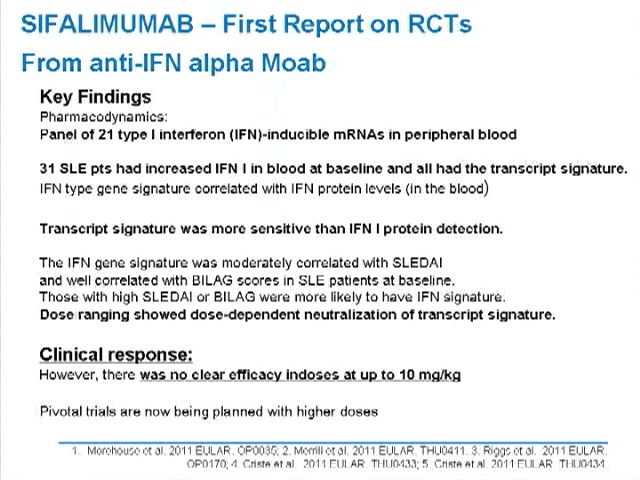 SIFALIMUMAB – First Report on RCTs
From anti-IFN alpha Moab
Key Findings
Pharmacodynamics:
Panel of 21 type I interferon (IFN)-inducible mRNAs in peripheral blood
31 SLE pts had increased IFN I in blood at baseline and all had the transcript signature.
IFN type gene signature correlated with IFN protein levels (in the blood)
Transcript signature was more sensitive than IFN I protein detection.
The IFN gene signature was moderately correlated with SLEDAI
and well correlated with BILAG scores in SLE patients at baseline.
Those with high SLEDAI or BILAG were more likely to have IFN signature.
Dose ranging showed dose-dependent neutralization of transcript signature.
Clinical response:
However, there was no clear efficacy indoses at up to 10 mg/kg
Pivotal trials are now being planned with higher doses
1. Morehouse et al. 2011 EULAR. OP0035; 2. Merrill et al. 2011 EULAR. THU0411. 3. Riggs et al. 2011 EULAR.
OP0170; 4. Criste et al. 2011 EULAR. THU0433; 5. Criste et al. 2011 EULAR. THU0434.